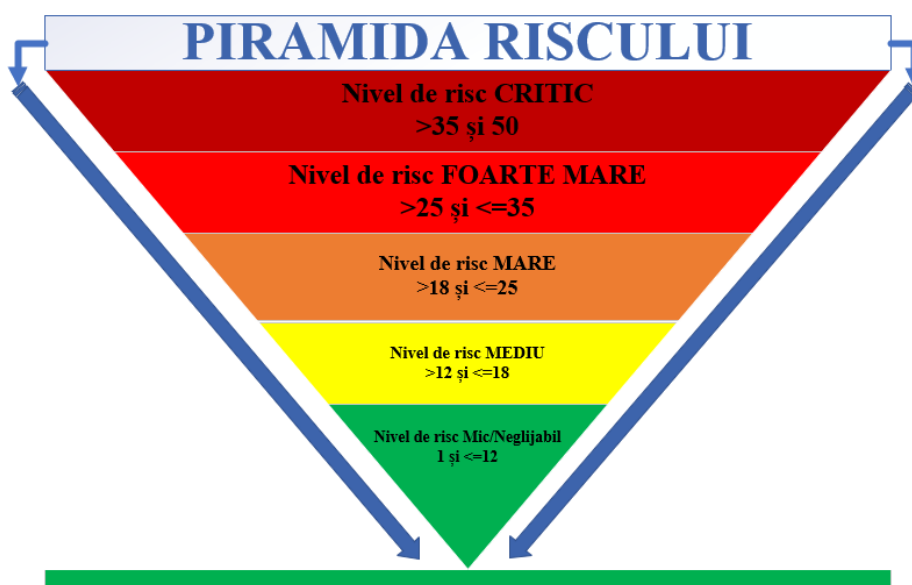 PIRAMIDA RISCULUI
Nivel de risc CRITIC
>35 și 50
Nivel de risc FOARTE MARE
>25 și <=35
Nivel de risc MARE
>18 și <=25
Nivel de risc MEDIU
>12 și <=18
Nivel de risc Mic/Neglijabil
1 și <=12